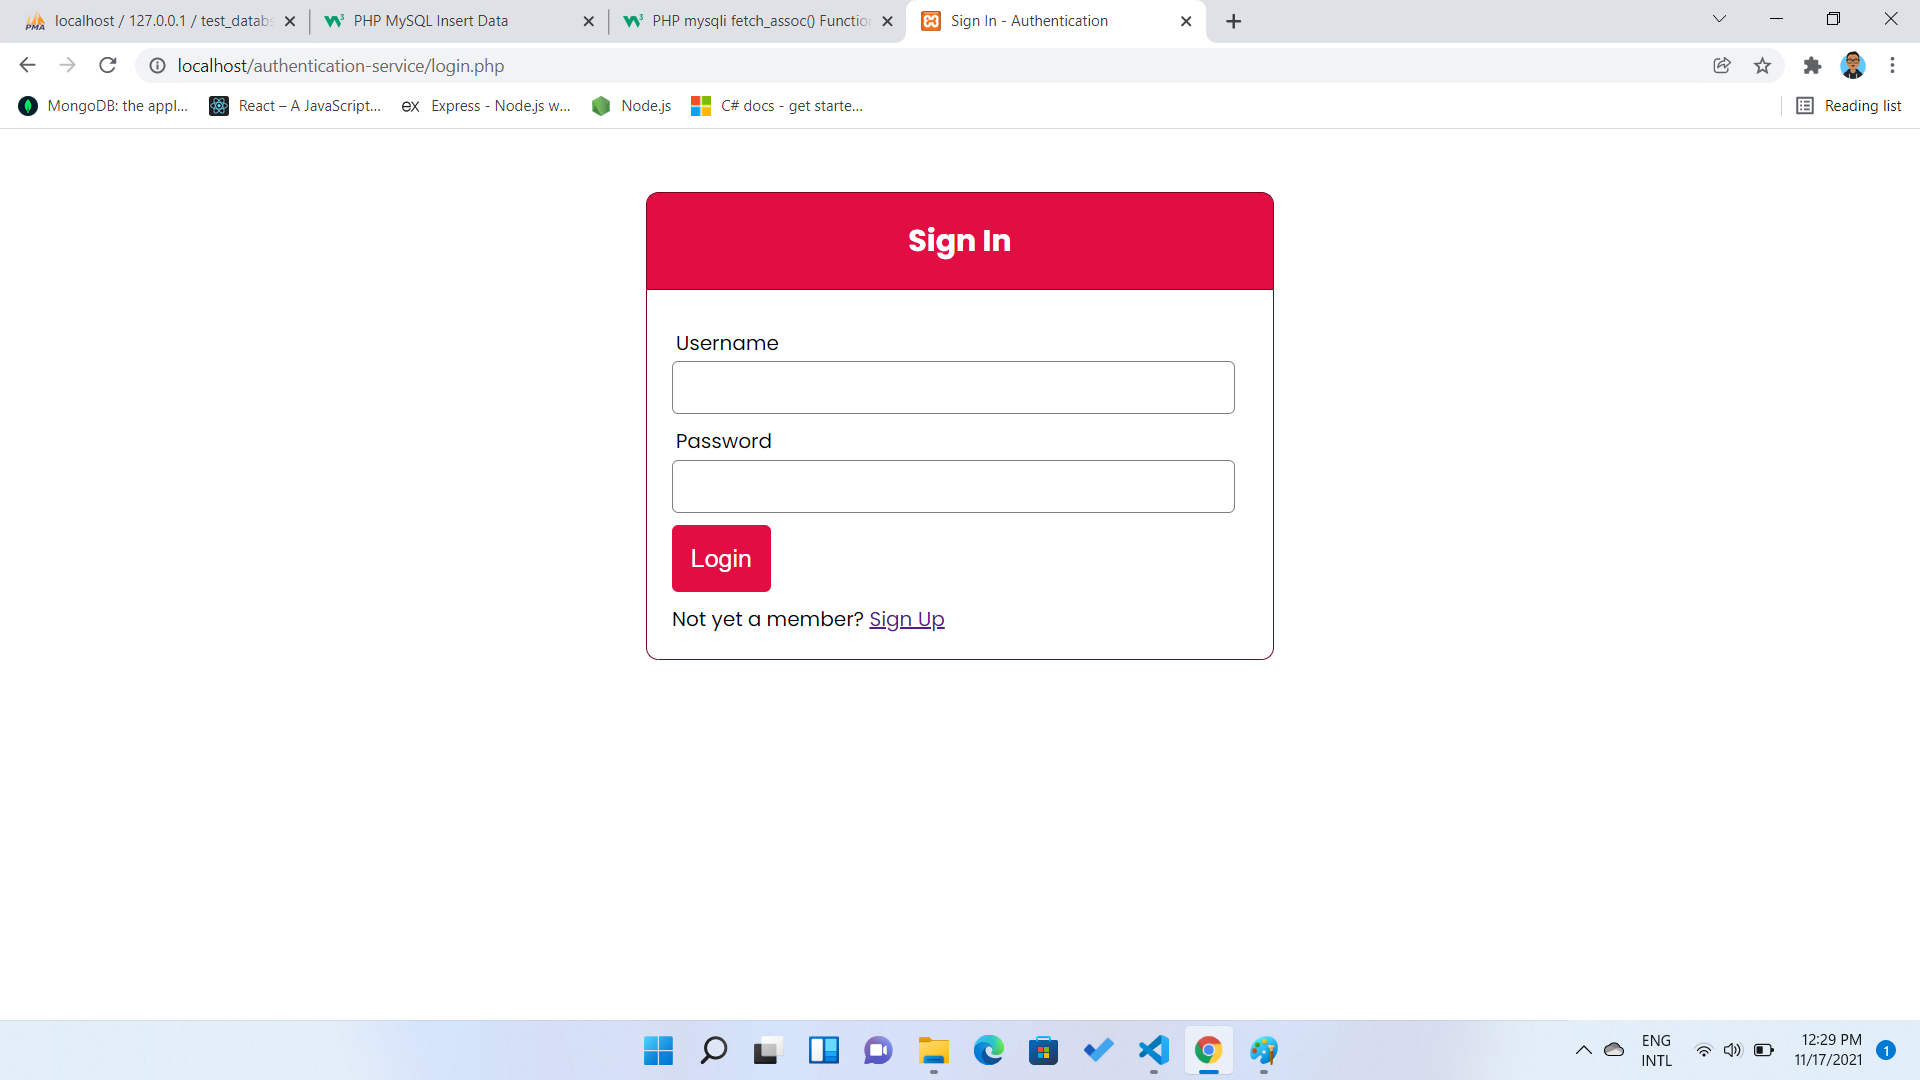 localhost / 127.0.0.1 / test_datab
PHP MySQL Insert Data
PHP mysqli fetch_assoc() Functio
Sign In - Authentication
localhost/authentication-service/login.php
MongoDB: the appl...
React – A JavaScript...
ex Express - Node.js w...
Node.js
C# docs - get starte...
Reading list
Sign In
Username
Password
Login
Not yet a member? Sign Up
ENG
INTL
12:29 PM
11/17/2021
1